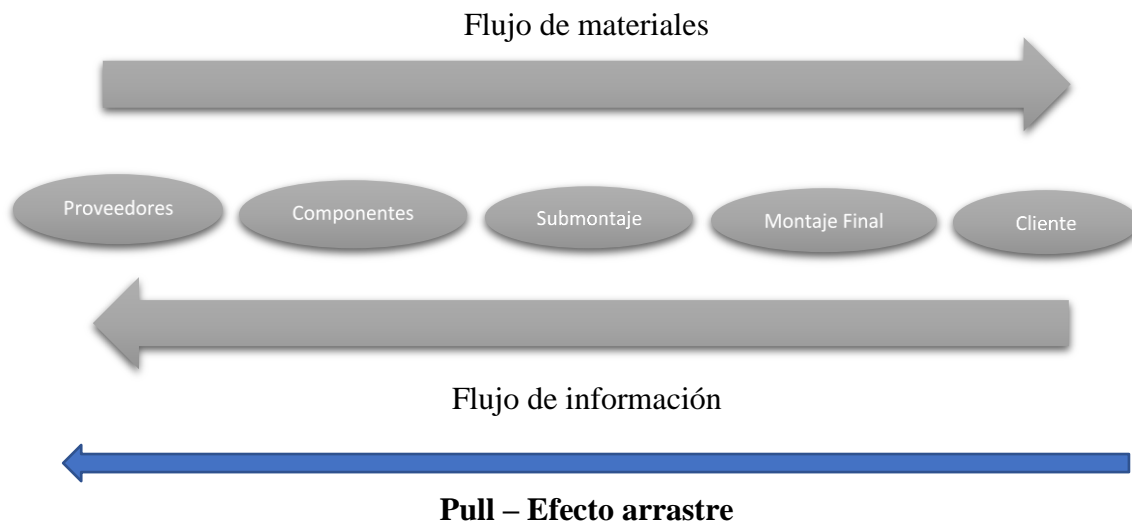 Flujo de materiales
Proveedores
Componentes
Submontaje
Montaje Final
Cliente
Flujo de información
Pull – Efecto arrastre